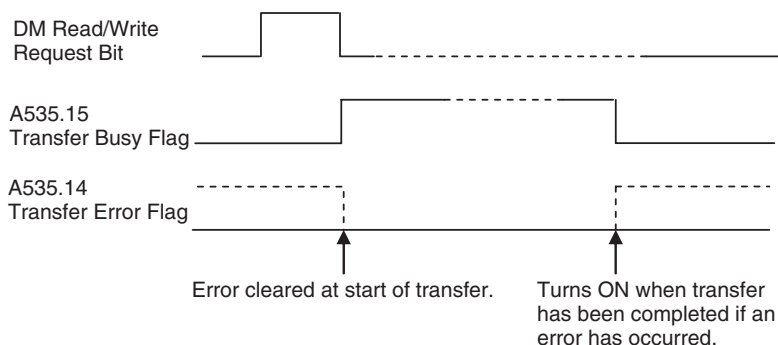 DM Read/Write
Request Bit
A535.15
Transfer Busy Flag
A535.14
Transfer Error Flag
Error cleared at start of transfer.
Turns ON when transfer
has been completed if an
error has occurred.